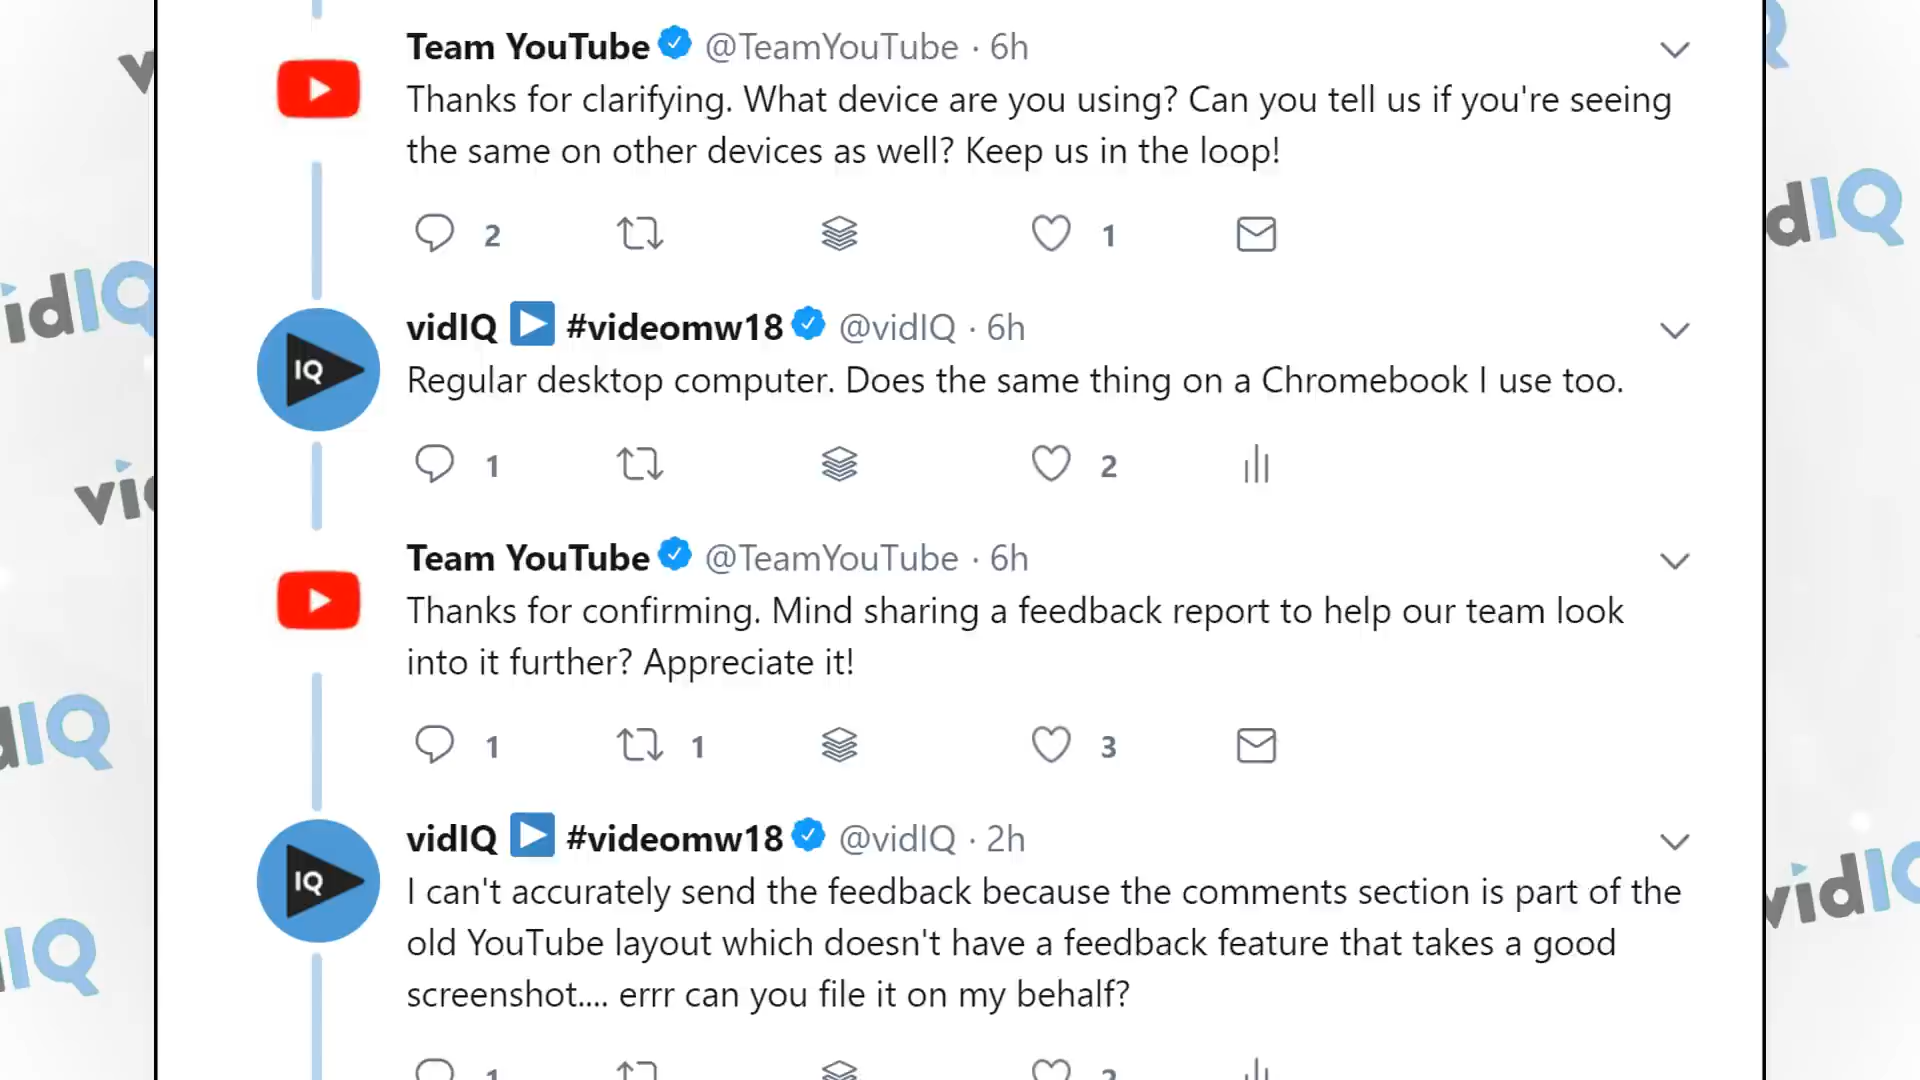 Team YouTube @TeamYouTube · 6h
Thanks for clarifying. What device are you using? Can you tell us if you're seeing
the same on other devices as well? Keep us in the loop!
2 1
vidIQ #videomw18 @vidIQ · 6h
IQ
Regular desktop computer. Does the same thing on a Chromebook I use too.
1 2
Team YouTube @TeamYouTube · 6h
Thanks for confirming. Mind sharing a feedback report to help our team look
into it further? Appreciate it!
1 1 3
vidIQ #videomw18 @vidIQ · 2h
IQ
I can't accurately send the feedback because the comments section is part of the
old YouTube layout which doesn't have a feedback feature that takes a good
screenshot.... errr can you file it on my behalf?